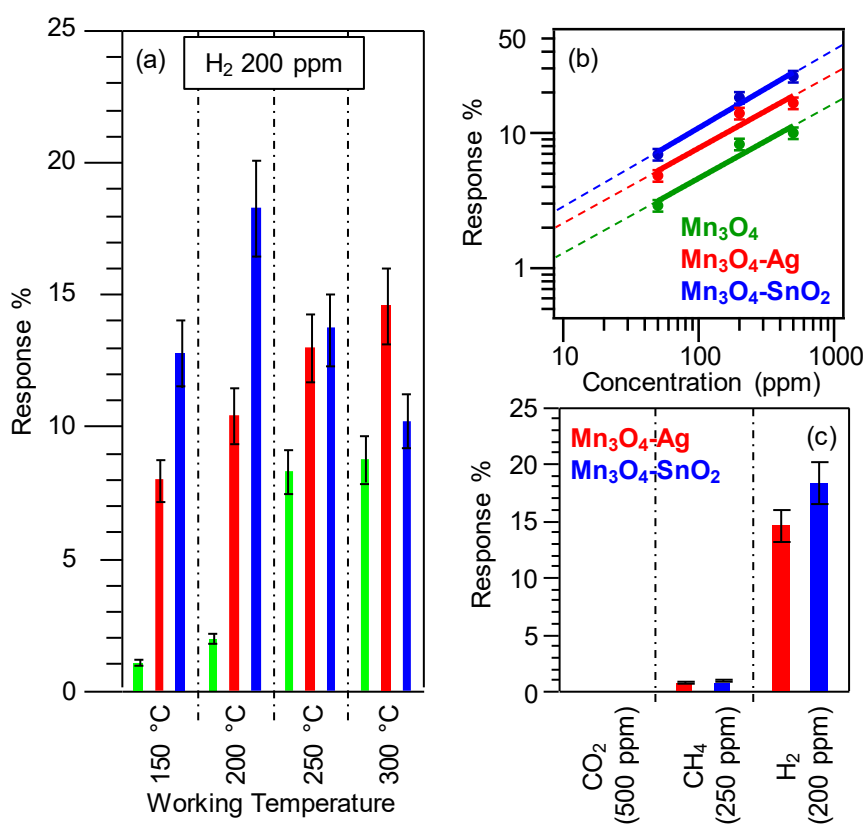 (a)
H₂ 200 ppm
Response %
25
20
15
10
5
0
150 °C
200 °C
250 °C
300 °C
Working Temperature
(b)
Response %
50
10
1
Mn₃O₄
Mn₃O₄-Ag
Mn₃O₄-SnO₂
10
100
1000
Concentration (ppm)
(c)
Mn₃O₄-Ag
Mn₃O₄-SnO₂
Response %
25
20
15
10
5
0
CO₂
(500 ppm)
CH₄
(250 ppm)
H₂
(200 ppm)